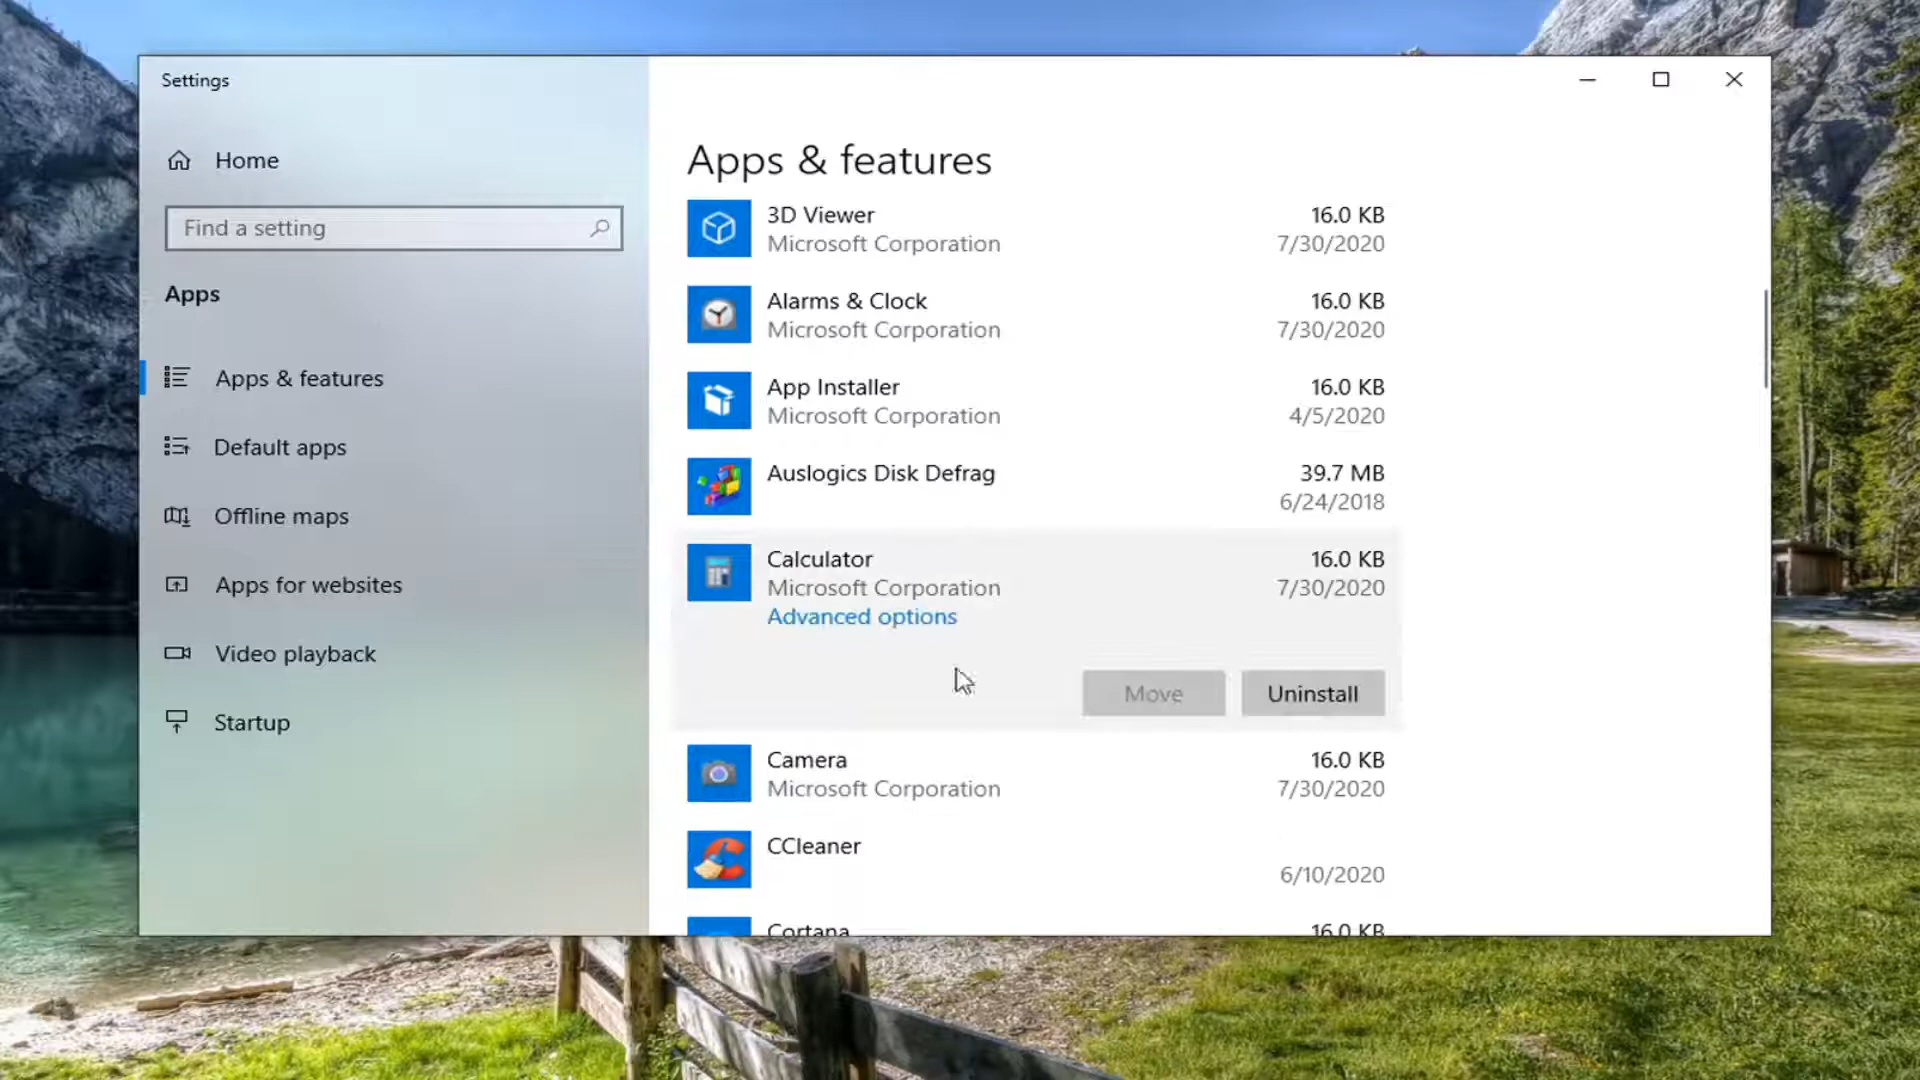 Settings
Home
Find a setting
Apps
Apps & features
Default apps
Offline maps
Apps for websites
Video playback
Startup
Apps & features
3D Viewer 16.0 KB
Microsoft Corporation 7/30/2020
Alarms & Clock 16.0 KB
Microsoft Corporation 7/30/2020
App Installer 16.0 KB
Microsoft Corporation 4/5/2020
Auslogics Disk Defrag 39.7 MB
6/24/2018
Calculator 16.0 KB
Microsoft Corporation 7/30/2020
Advanced options
Move Uninstall
Camera 16.0 KB
Microsoft Corporation 7/30/2020
CCleaner
6/10/2020
Cortana 16.0 KB